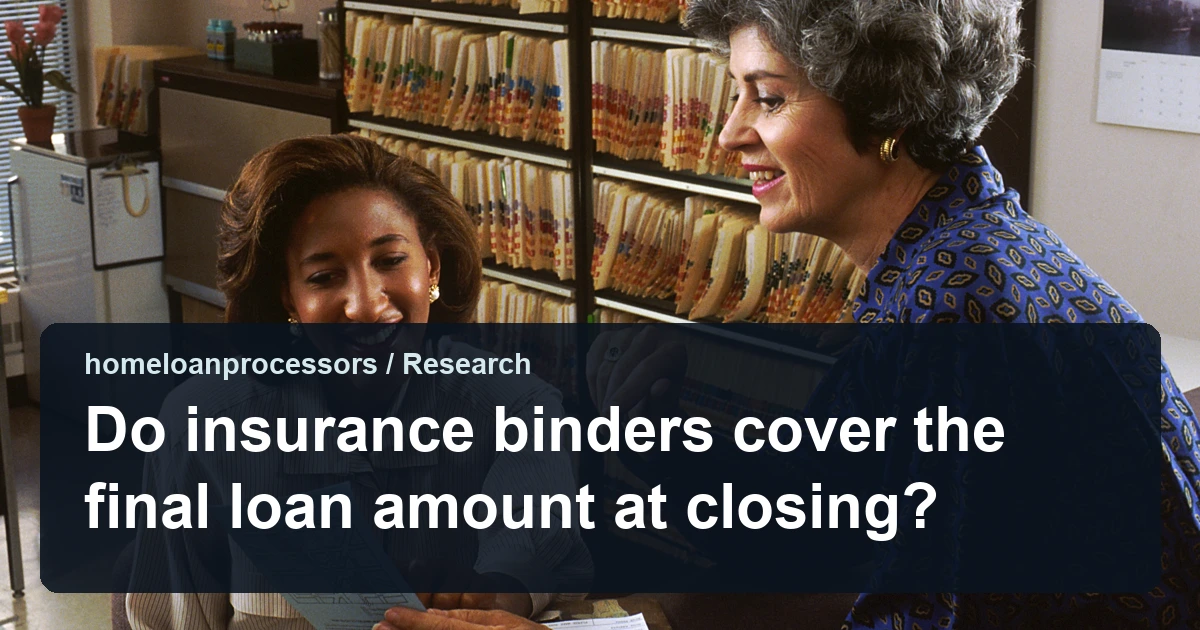 homeloanprocessors / Research
Do insurance binders cover the
final loan amount at closing?